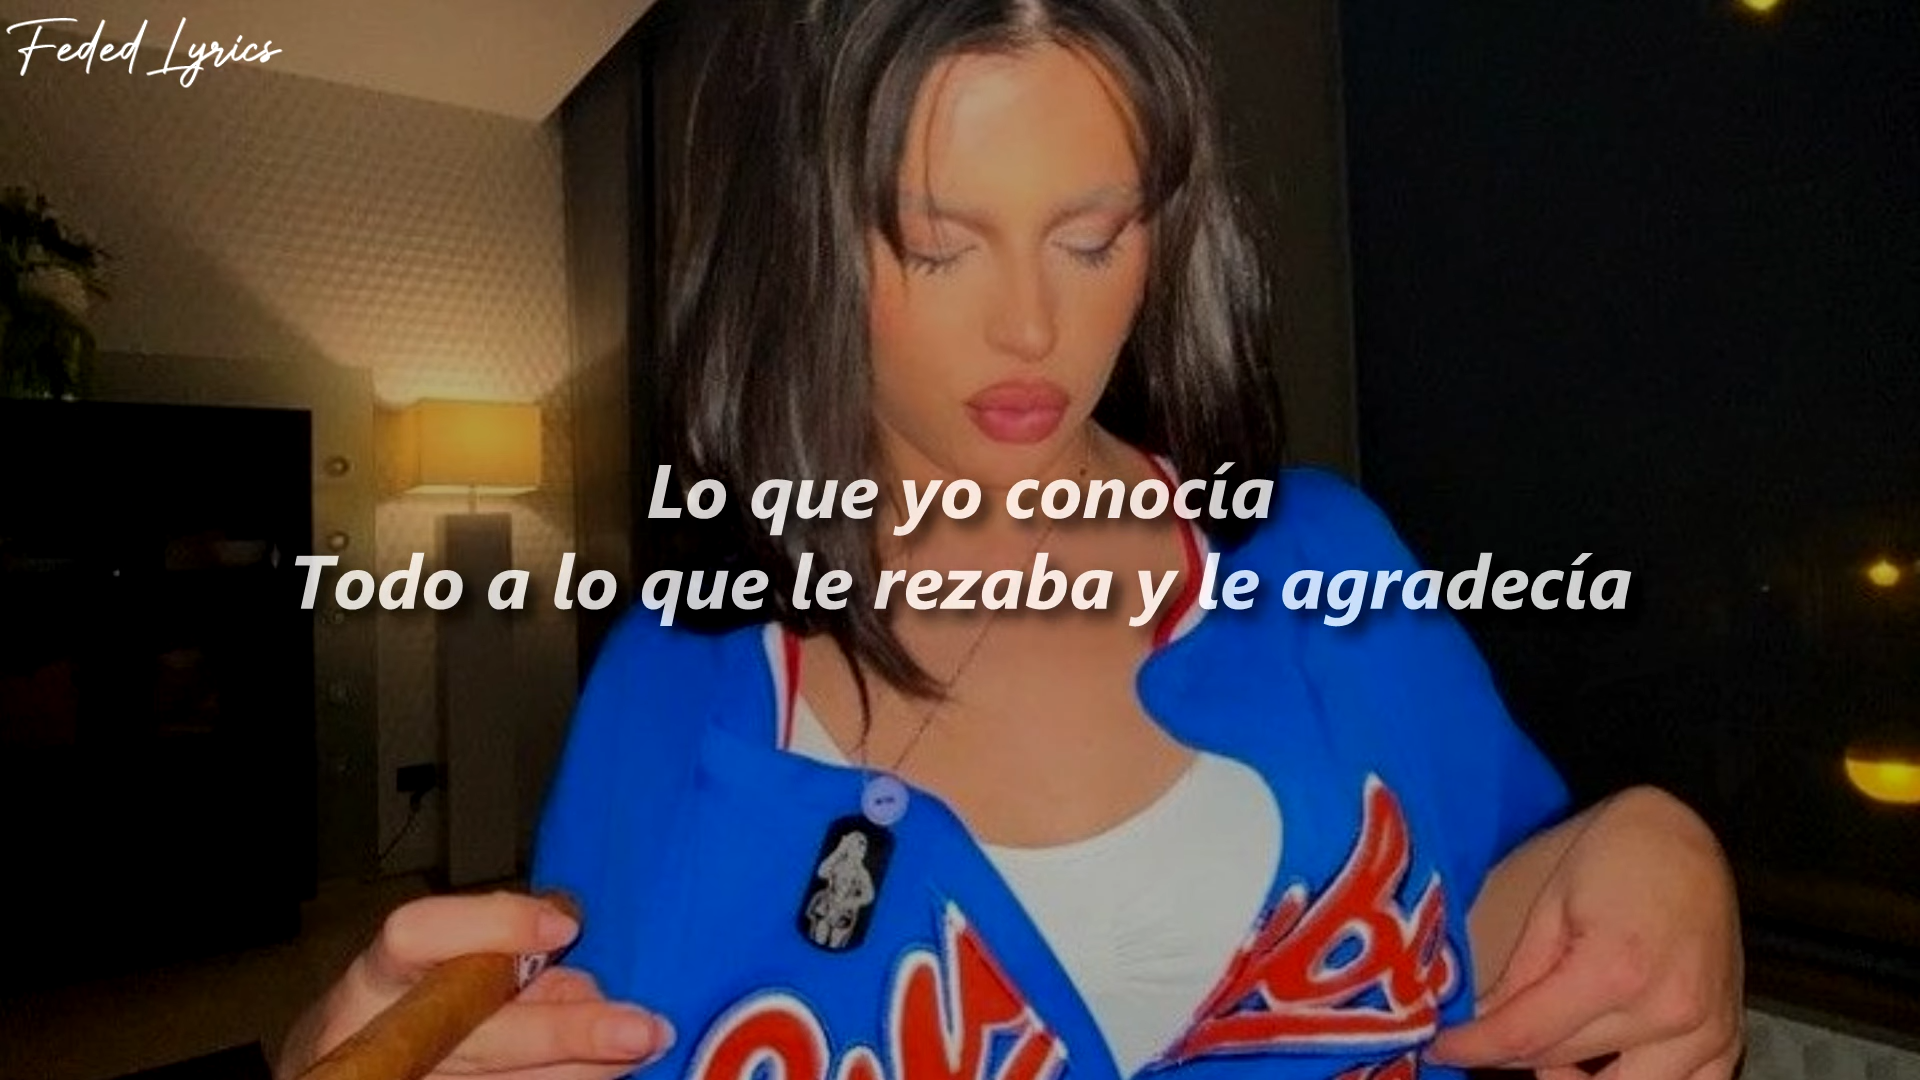 Feded Lyrics
Lo que yo conocía
Todo a lo que le rezaba y le agradecía